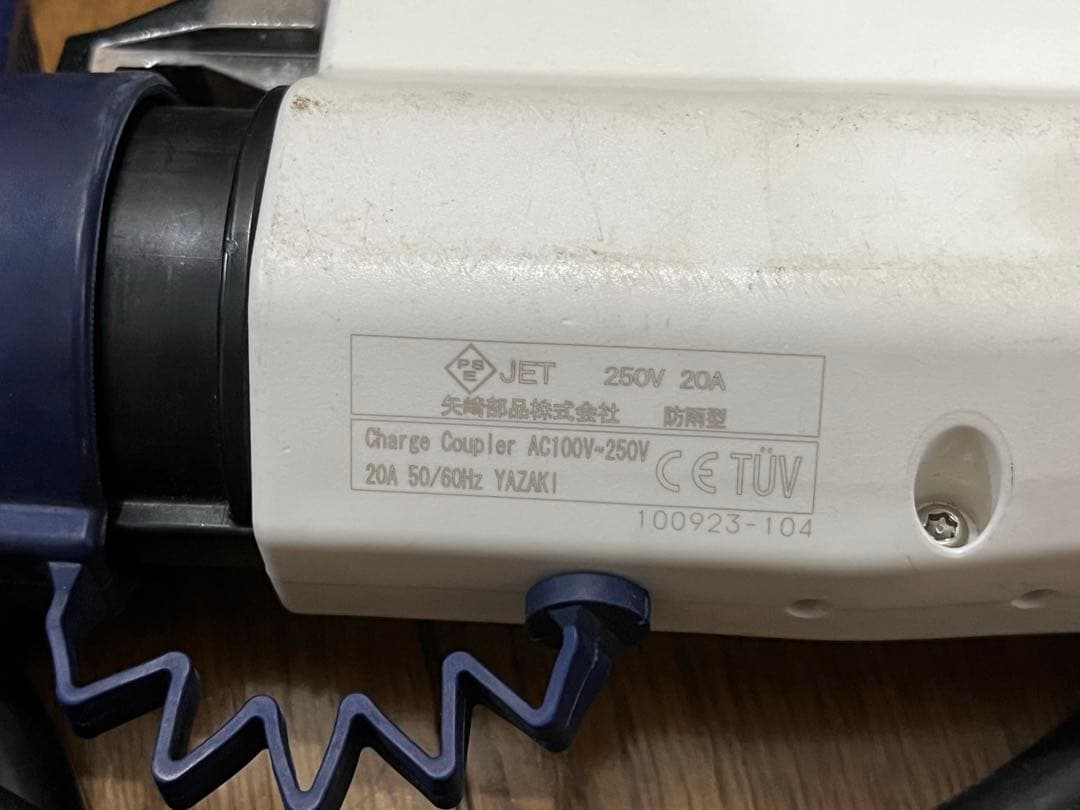 PS
E JET 250V 20A
矢崎部品株式会社 防雨型
Charge Coupler AC100V~250V
20A 50/60Hz YAZAKI
CE TÜV
100923-104